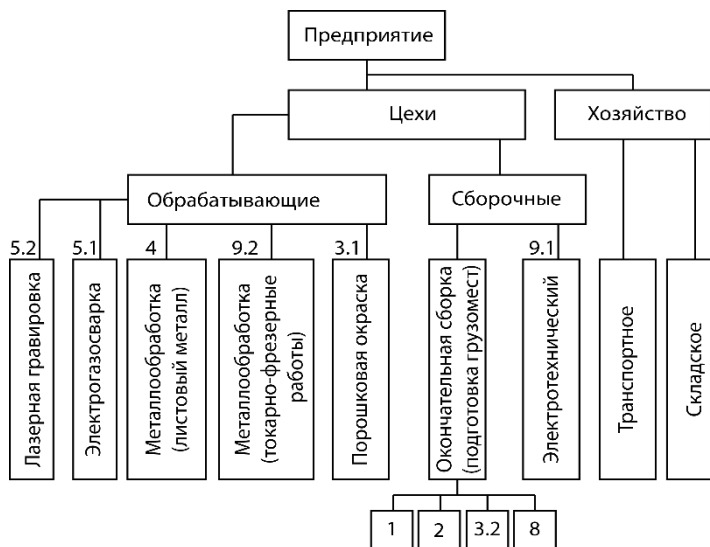 Предприятие
Цехи
Хозяйство
Обрабатывающие
Сборочные
5.2
5.1
4
9.2
3.1
9.1
Лазерная гравировка
Электрогазосварка
Металлообработка
(листовый металл)
Металлообработка
(токарно-фрезерные
работы)
Порошковая окраска
Окончательная сборка
(подготовка грузомест)
Электротехнический
Транспортное
Складское
1
2
3.2
8